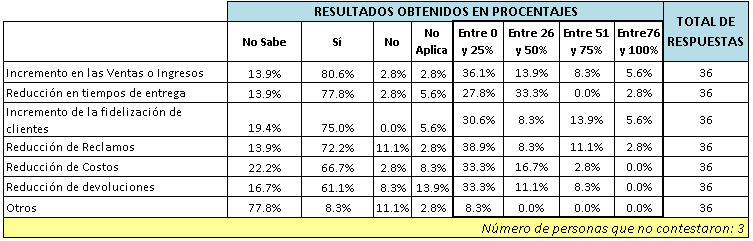 RESULTADOS OBTENIDOS EN PROCENTAJES
TOTAL DE RESPUESTAS
No Sabe Sí No No Aplica Entre 0 y 25% Entre 26 y 50% Entre 51 y 75% Entre76 y 100%
Incremento en las Ventas o Ingresos 13.9% 80.6% 2.8% 2.8% 36.1% 13.9% 8.3% 5.6% 36
Reducción en tiempos de entrega 13.9% 77.8% 2.8% 5.6% 27.8% 33.3% 0.0% 2.8% 36
Incremento de la fidelización de clientes 19.4% 75.0% 0.0% 5.6% 30.6% 8.3% 13.9% 5.6% 36
Reducción de Reclamos 13.9% 72.2% 11.1% 2.8% 38.9% 8.3% 11.1% 2.8% 36
Reducción de Costos 22.2% 66.7% 2.8% 8.3% 33.3% 16.7% 2.8% 0.0% 36
Reducción de devoluciones 16.7% 61.1% 8.3% 13.9% 33.3% 11.1% 8.3% 0.0% 36
Otros 77.8% 8.3% 11.1% 2.8% 8.3% 0.0% 0.0% 0.0% 36
Número de personas que no contestaron: 3